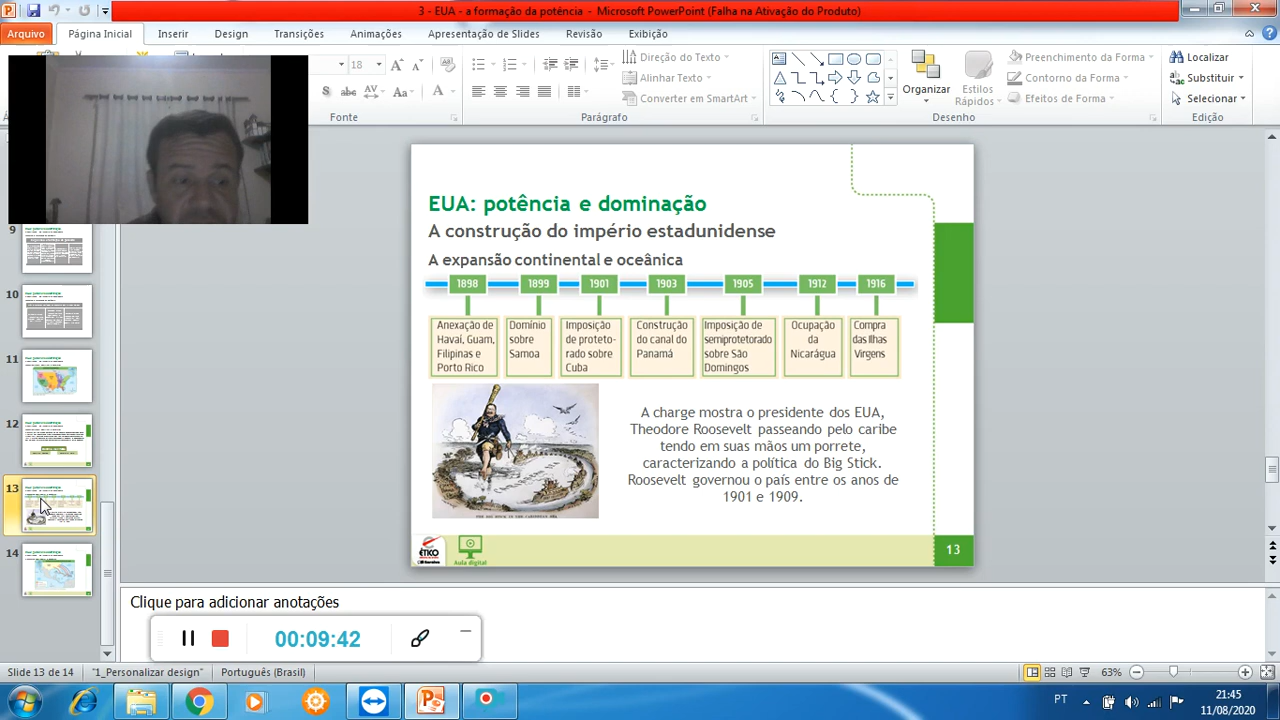 3 - EUA - a formação da potência - Microsoft PowerPoint (Falha na Ativação do Produto)
Arquivo Página Inicial Inserir Design Transições Animações Apresentação de Slides Revisão Exibição
18
Direção do Texto
Alinhar Texto
Converter em SmartArt
Organizar
Estilos
Rápidos
Preenchimento da Forma
Contorno da Forma
Efeitos de Forma
Localizar
Substituir
Selecionar
Fonte Parágrafo Desenho Edição
9
10
11
12
13
14
EUA: potência e dominação
A construção do império estadunidense
A expansão continental e oceânica
1898 1899 1901 1903 1905 1912 1916
Anexação de
Havaí, Guam,
Filipinas e
Porto Rico
Domínio
sobre
Samoa
Imposição
de proteto-
rado sobre
Cuba
Construção
do canal do
Panamá
Imposição de
semiprotetorado
sobre São
Domingos
Ocupação
da
Nicarágua
Compra
das Ilhas
Virgens
A charge mostra o presidente dos EUA,
Theodore Roosevelt passeando pelo caribe
tendo em suas mãos um porrete,
caracterizando a política do Big Stick.
Roosevelt governou o país entre os anos de
1901 e 1909.
ÉTICO
Aula digital
13
Clique para adicionar anotações
00:09:42
Slide 13 de 14 "1_Personalizar design" Português (Brasil) 63%
PT 21:45
11/08/2020